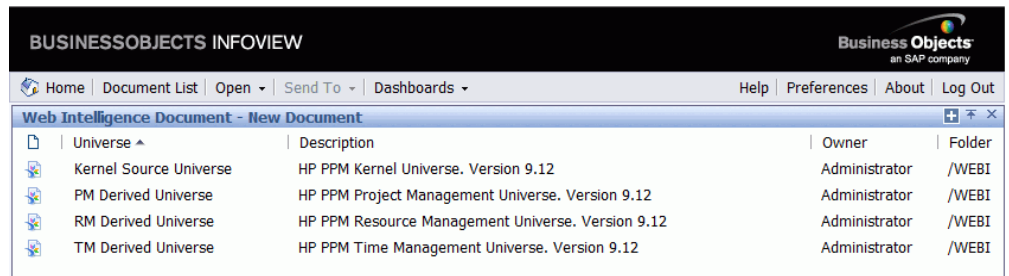 BUSINESSOBJECTS INFOVIEW
Business Objects
an SAP company
Home Document List Open Send To Dashboards Help Preferences About Log Out
Web Intelligence Document - New Document
Universe Description Owner Folder
Kernel Source Universe HP PPM Kernel Universe. Version 9.12 Administrator /WEBI
PM Derived Universe HP PPM Project Management Universe. Version 9.12 Administrator /WEBI
RM Derived Universe HP PPM Resource Management Universe. Version 9.12 Administrator /WEBI
TM Derived Universe HP PPM Time Management Universe. Version 9.12 Administrator /WEBI